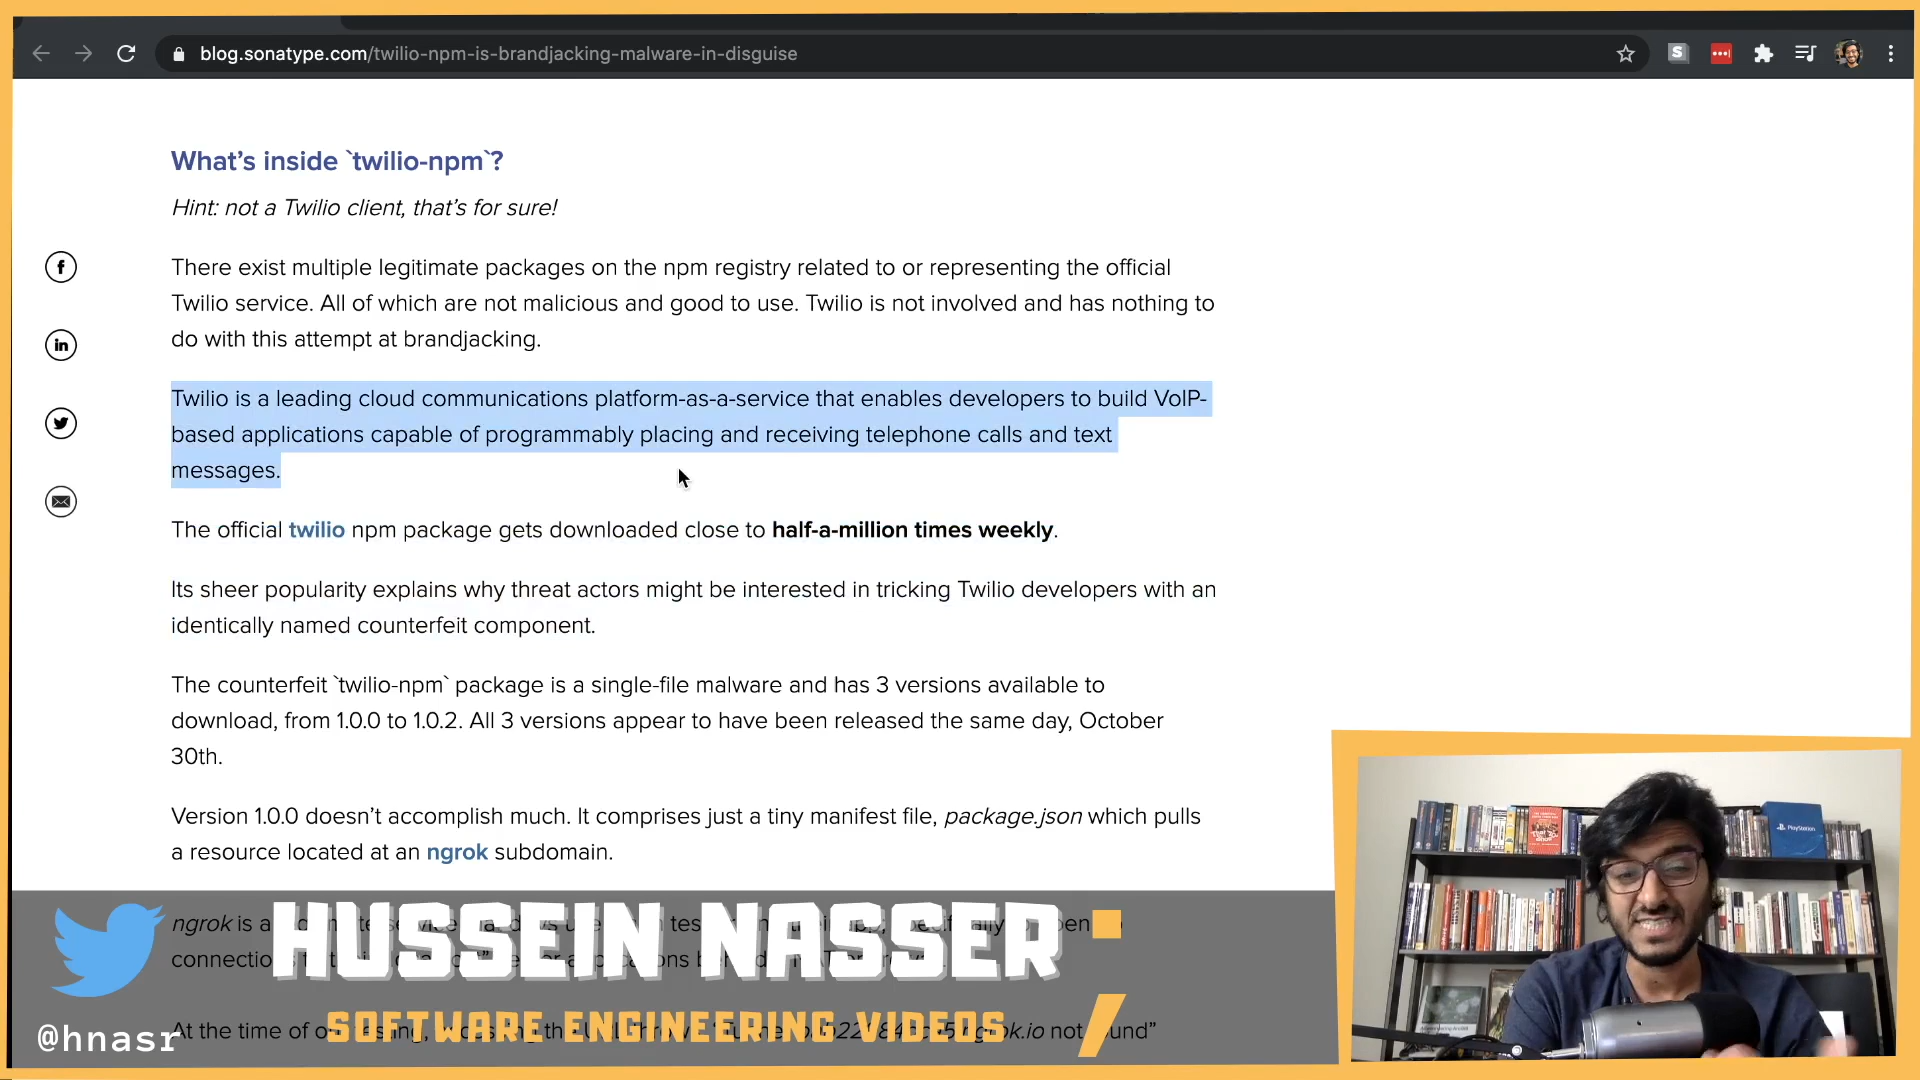 blog.sonatype.com/twilio-npm-is-brandjacking-malware-in-disguise
What’s inside `twilio-npm`?
Hint: not a Twilio client, that’s for sure!
There exist multiple legitimate packages on the npm registry related to or representing the official
Twilio service. All of which are not malicious and good to use. Twilio is not involved and has nothing to
do with this attempt at brandjacking.
Twilio is a leading cloud communications platform-as-a-service that enables developers to build VoIP-
based applications capable of programmably placing and receiving telephone calls and text
messages.
The official twilio npm package gets downloaded close to half-a-million times weekly.
Its sheer popularity explains why threat actors might be interested in tricking Twilio developers with an
identically named counterfeit component.
The counterfeit `twilio-npm` package is a single-file malware and has 3 versions available to
download, from 1.0.0 to 1.0.2. All 3 versions appear to have been released the same day, October
30th.
Version 1.0.0 doesn’t accomplish much. It comprises just a tiny manifest file, package.json which pulls
a resource located at an ngrok subdomain.
ngrok is a
HUSSEIN NASSER
SOFTWARE ENGINEERING VIDEOS
@hnasr
At the time of
PlayStation